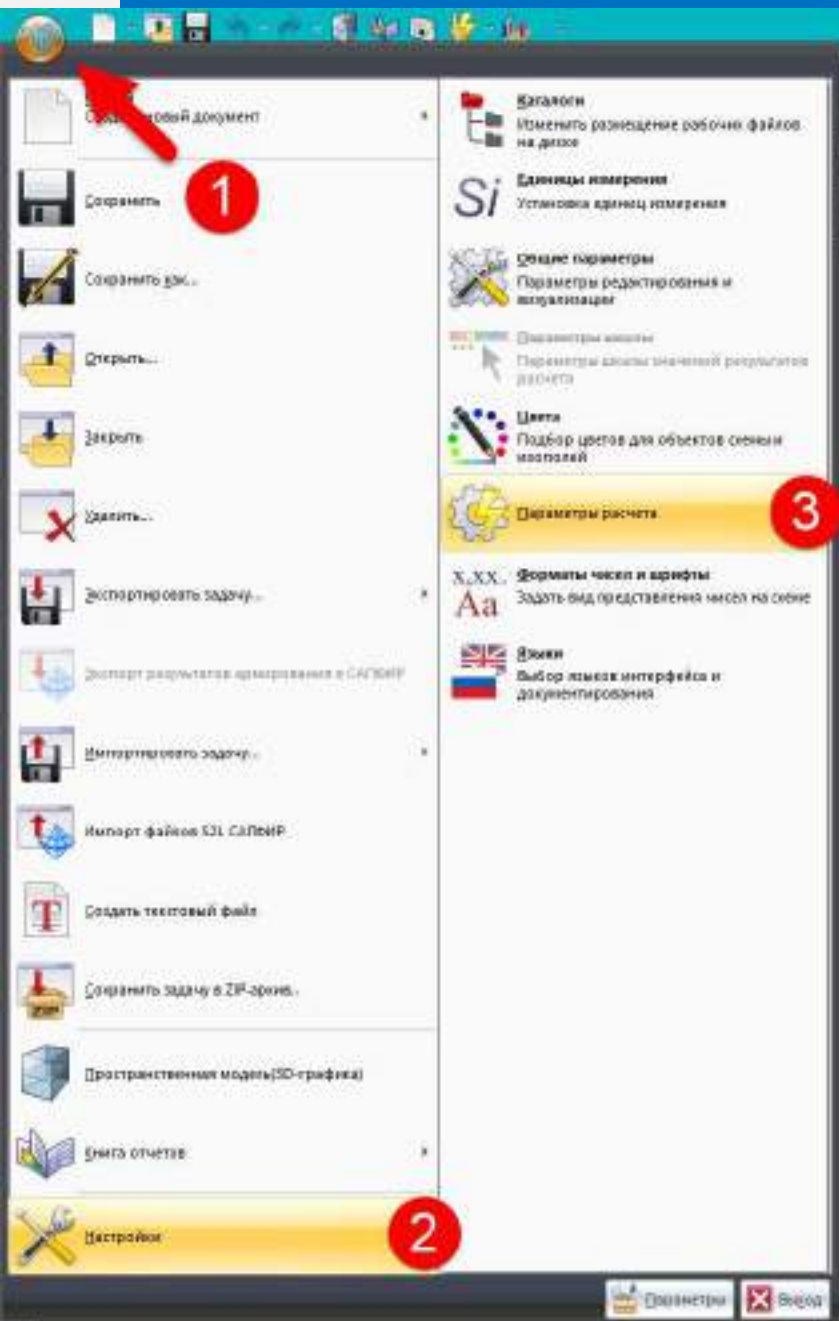 новый документ
1
Сохранить
Сохранить как...
Открыть...
Закрыть
Удалить...
Экспортировать задачу...
Экспорт результатов армирования в САПФИР
Импортировать задачу...
Импорт файлов S2L САПФИР
T
Создать текстовый файл
ZIP
Сохранить задачу в ZIP-архив..
Пространственная модель(3D-графика)
Книга отчетов
Настройки
2
Каталоги
Изменить размещение рабочих файлов
на диске
Si
Единицы измерения
Установка единиц измерения
Общие параметры
Параметры редактирования и
визуализации
Параметры шкалы
Параметры шкалы значений результатов
расчета
Цвета
Подбор цветов для объектов схемы и
изополей
Параметры расчета
3
X.XX.
Aa
Форматы чисел и шрифты
Задать вид представления чисел на схеме
Языки
Выбор языков интерфейса и
документирования
Параметры
Выход